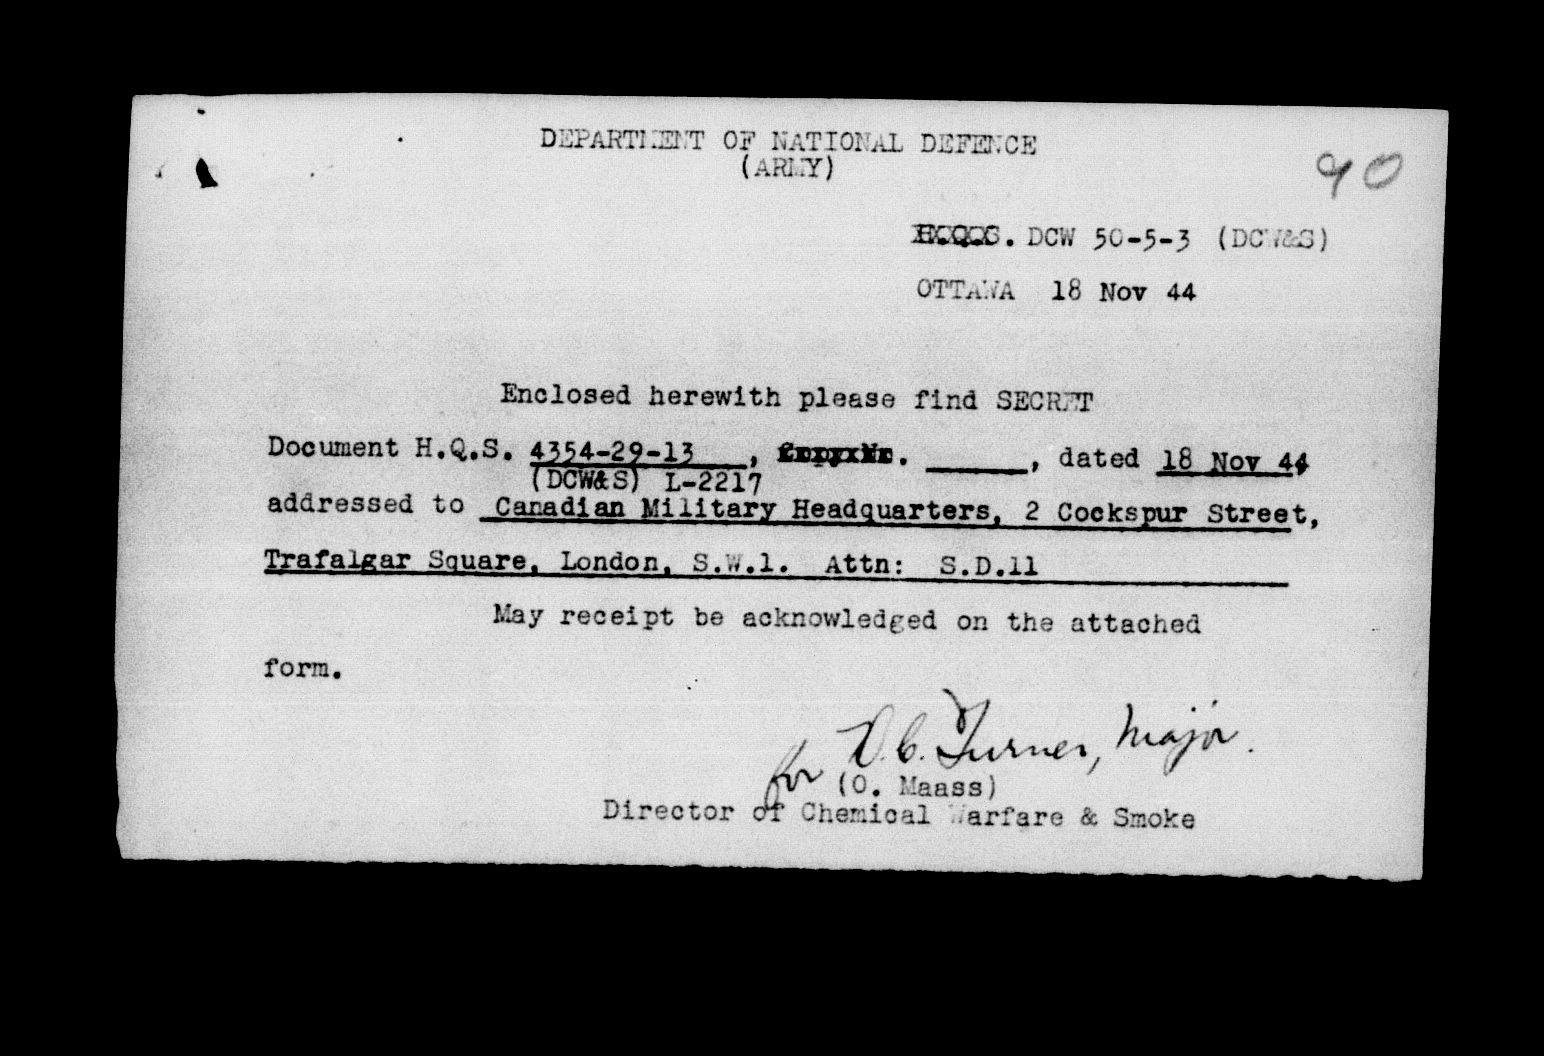 DEPARTMENT OF NATIONAL DEFENCE
(ARMY)
90
H.Q.S. DCW 50-5-3 (DCW&S)
OTTAWA 18 Nov 44
Enclosed herewith please find SECRET
Document H.Q.S. 4354-29-13, Copy No. , dated 18 Nov 44
(DCW&S) L-2217
addressed to Canadian Military Headquarters, 2 Cockspur Street,
Trafalgar Square, London, S.W.1. Attn: S.D.11
May receipt be acknowledged on the attached
form.
D.C. Turner, Major.
for (O. Maass)
Director of Chemical Warfare & Smoke